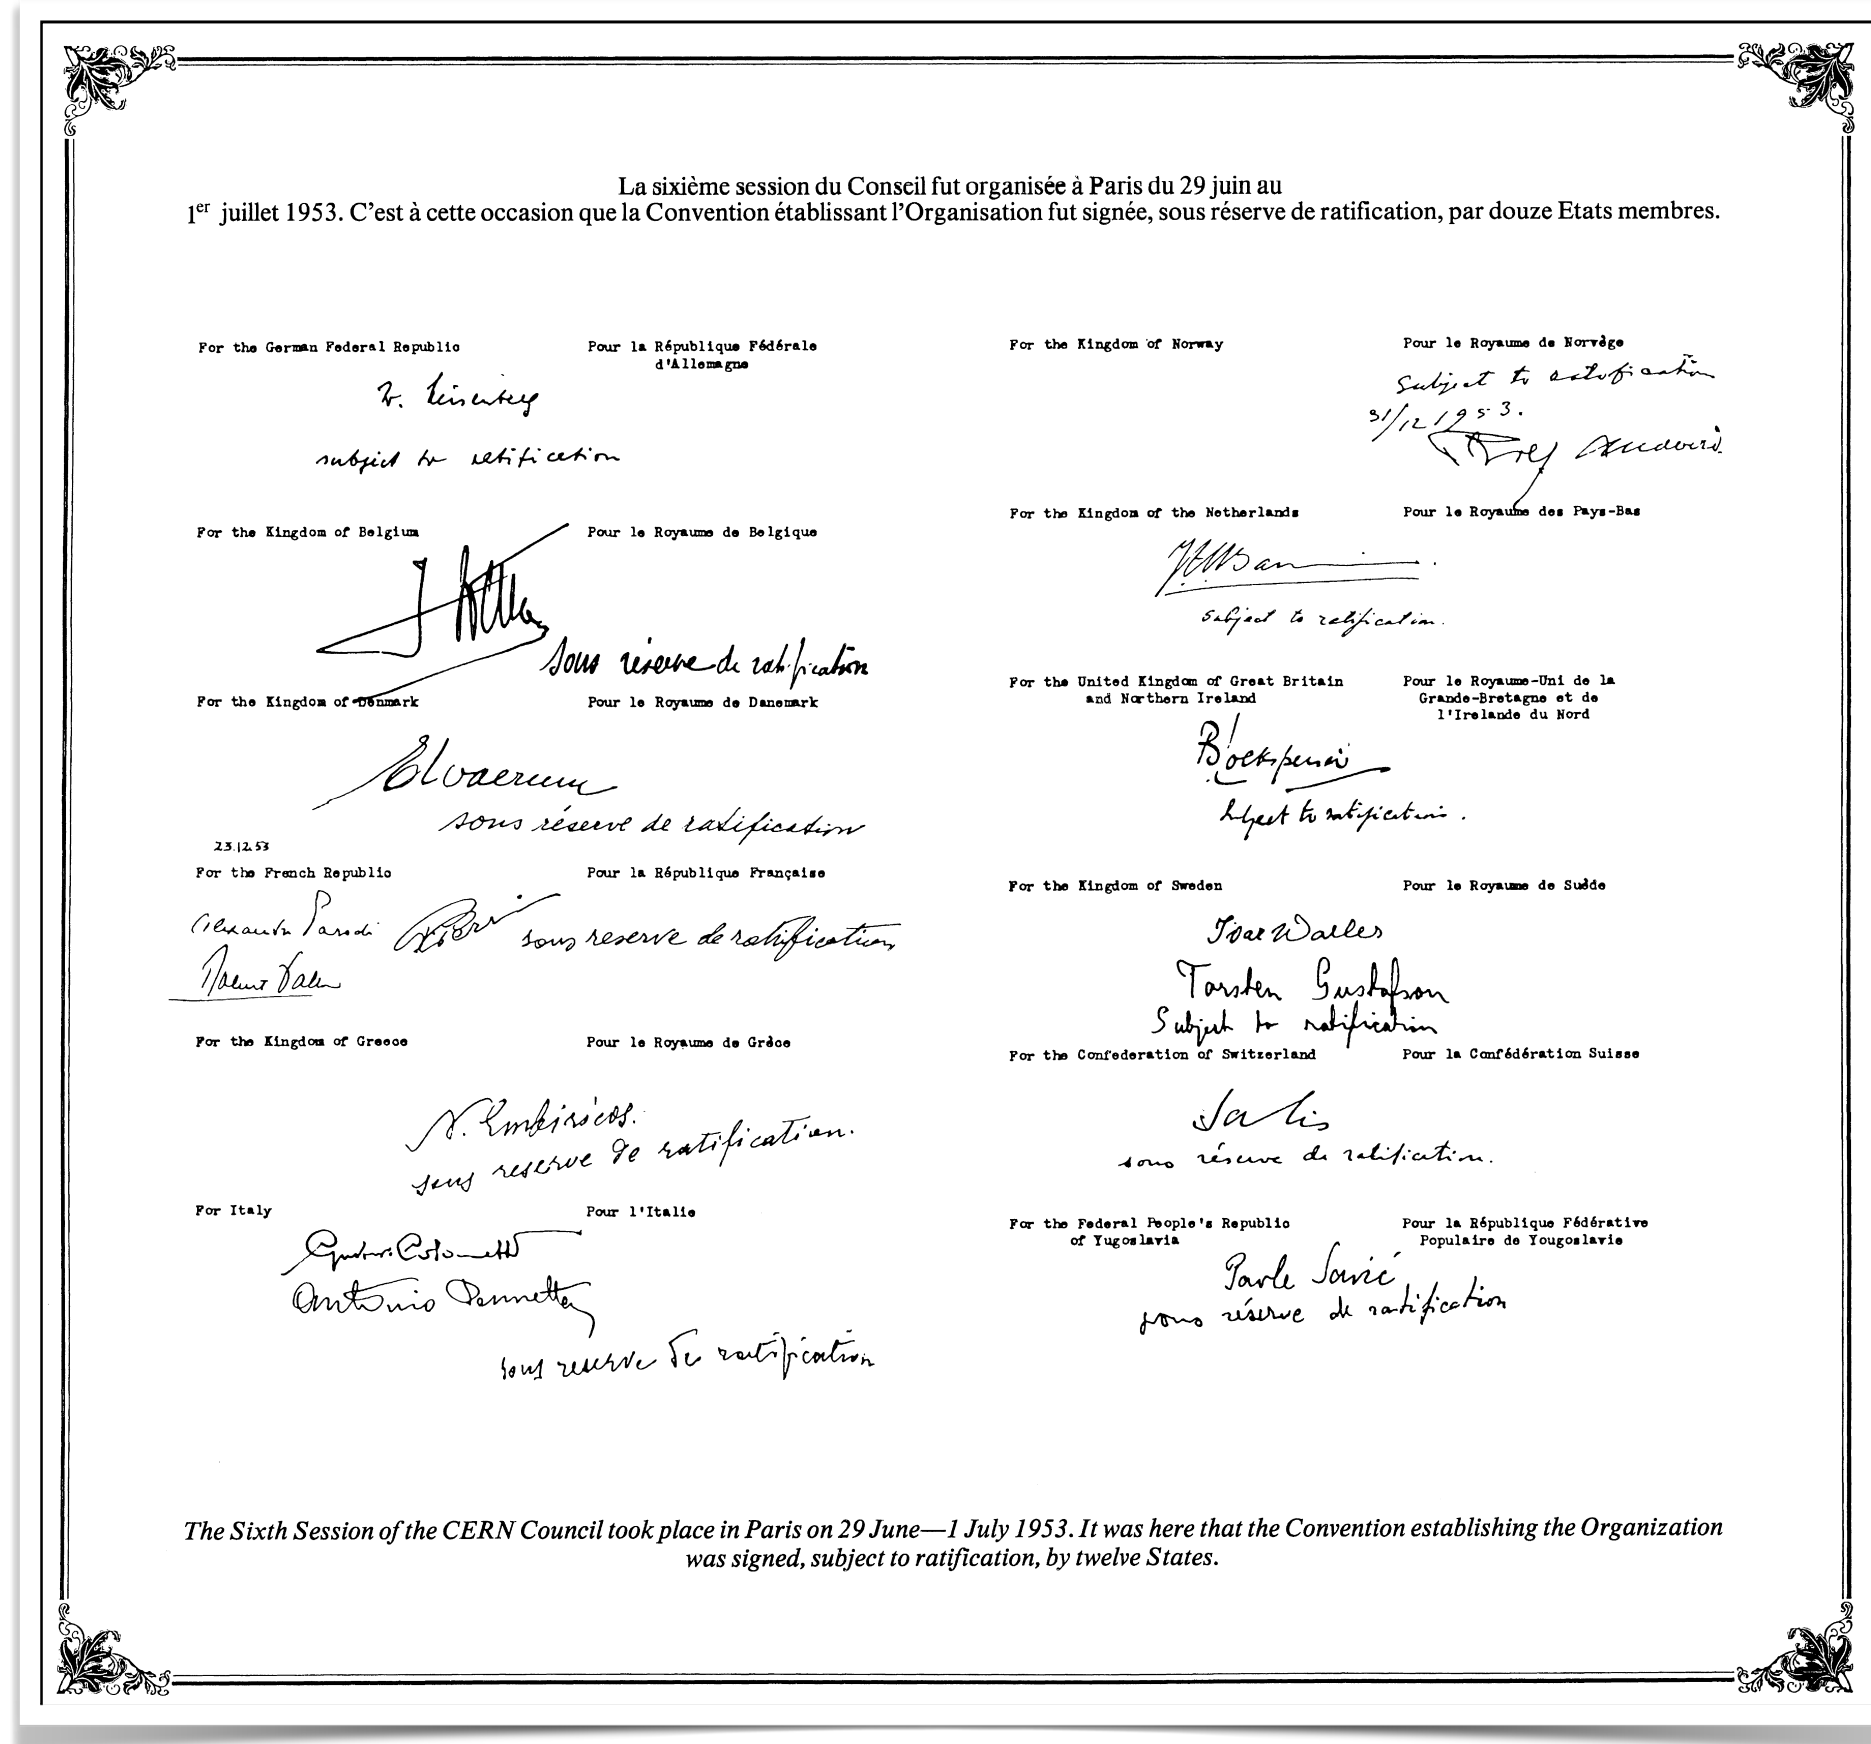 La sixième session du Conseil fut organisée à Paris du 29 juin au
1er juillet 1953. C'est à cette occasion que la Convention établissant l'Organisation fut signée, sous réserve de ratification, par douze Etats membres.
For the German Federal Republic
Pour la République Fédérale
d'Allemagne
W. Heisenberg
subject to ratification
For the Kingdom of Belgium
Pour le Royaume de Belgique
sous réserve de ratification
For the Kingdom of Denmark
Pour le Royaume de Danemark
sous réserve de ratification
23.12.53
For the French Republic
Pour la République Française
Alexandre Parodi
sous reserve de ratification
For the Kingdom of Greece
Pour le Royaume de Grèce
N. Embiricos.
sous reserve de ratification.
For Italy
Pour l'Italie
Antonio Pennetta
sous reserve de ratification
For the Kingdom of Norway
Pour le Royaume de Norvège
Subject to ratification
31/12 1953.
For the Kingdom of the Netherlands
Pour le Royaume des Pays-Bas
subject to ratification.
For the United Kingdom of Great Britain
and Northern Ireland
Pour le Royaume-Uni de la
Grande-Bretagne et de
l'Irelande du Nord
subject to ratification.
For the Kingdom of Sweden
Pour le Royaume de Suède
Ivar Waller
Torsten Gustafson
Subject to ratification
For the Confederation of Switzerland
Pour la Confédération Suisse
Salis
sous réserve de ratification.
For the Federal People's Republic
of Yugoslavia
Pour la République Fédérative
Populaire de Yougoslavie
Pavle Savić
sous réserve de ratification
The Sixth Session of the CERN Council took place in Paris on 29 June—1 July 1953. It was here that the Convention establishing the Organization
was signed, subject to ratification, by twelve States.